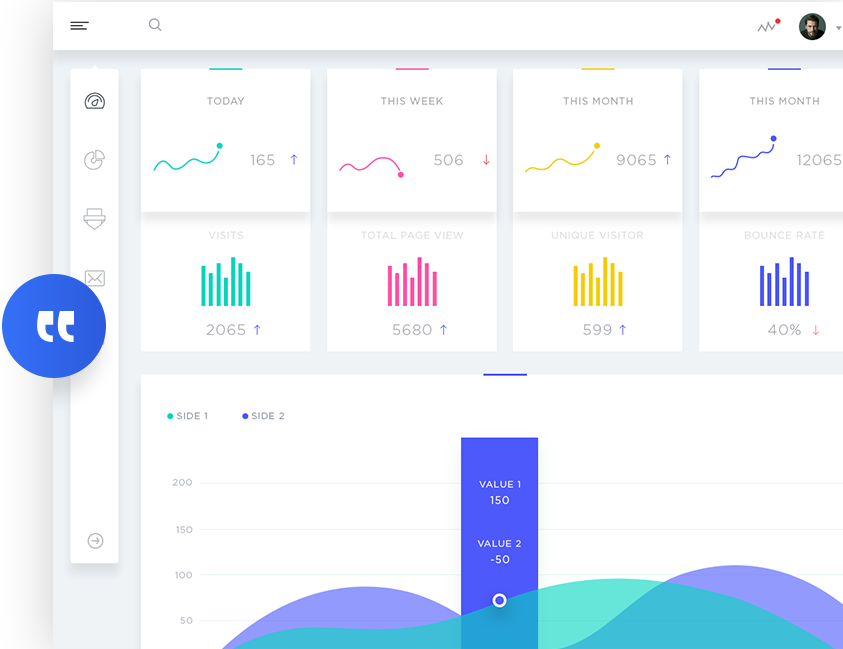 TODAY
165
THIS WEEK
506
THIS MONTH
9065
THIS MONTH
12065
VISITS
2065
TOTAL PAGE VIEW
5680
UNIQUE VISITOR
599
BOUNCE RATE
40%
“
SIDE 1
SIDE 2
200
150
100
50
VALUE 1
150
VALUE 2
-50